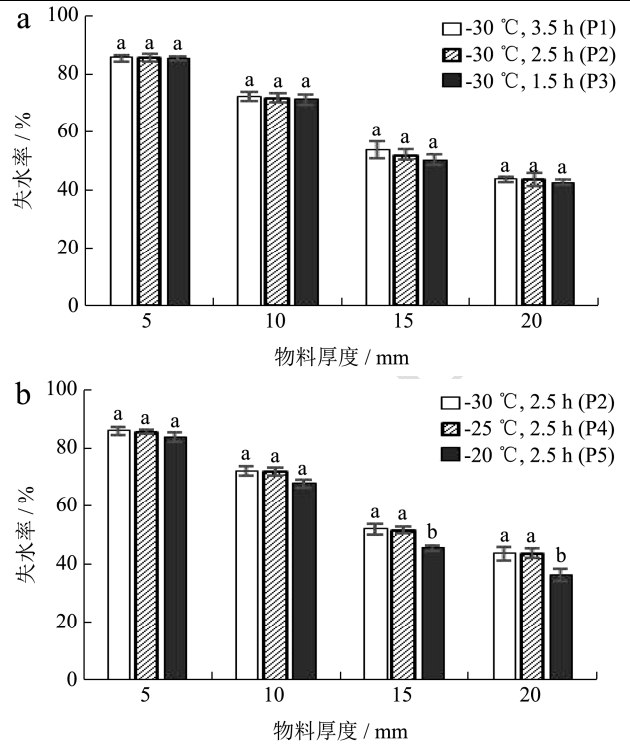 a
-30 ℃, 3.5 h (P1)
-30 ℃, 2.5 h (P2)
-30 ℃, 1.5 h (P3)
100
80
60
40
20
0
失水率 / %
a a a
a a a
a a a
a a a
5 10 15 20
物料厚度 / mm
b
-30 ℃, 2.5 h (P2)
-25 ℃, 2.5 h (P4)
-20 ℃, 2.5 h (P5)
100
80
60
40
20
0
失水率 / %
a a a
a a a
a a b
a a b
5 10 15 20
物料厚度 / mm